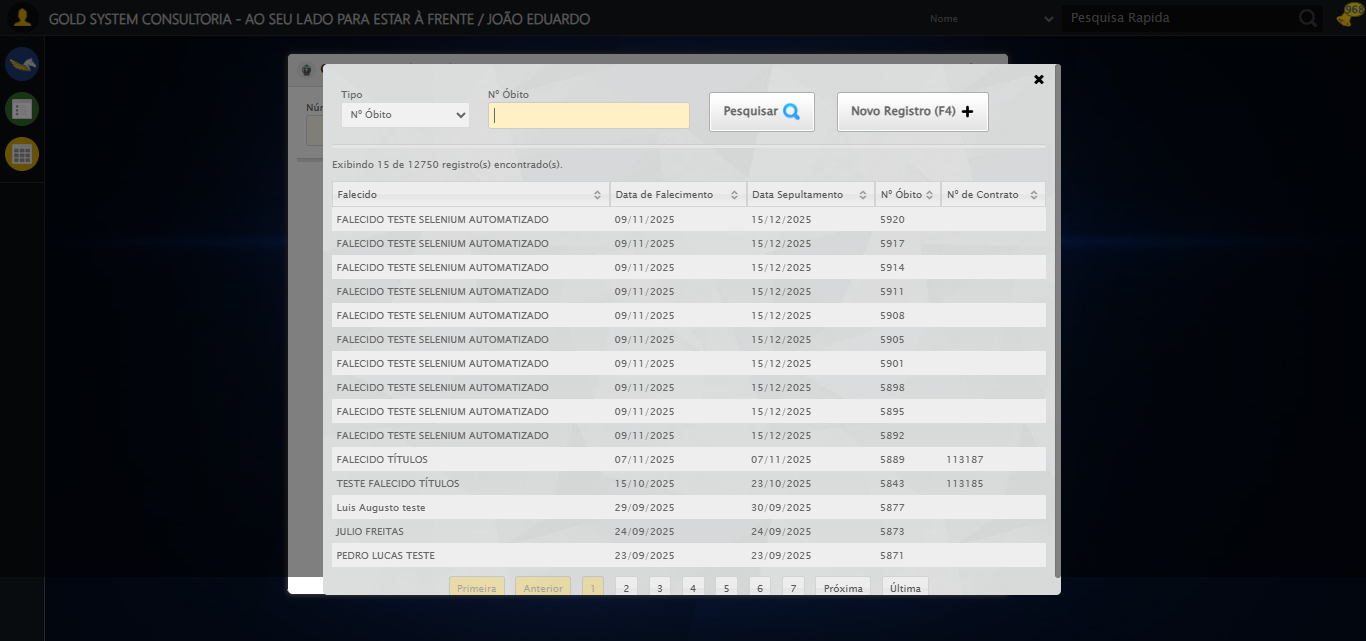 GOLD SYSTEM CONSULTORIA - AO SEU LADO PARA ESTAR À FRENTE / JOÃO EDUARDO
Nome
Pesquisa Rapida
968
Tipo
Nº Óbito
Nº Óbito
Pesquisar
Novo Registro (F4)
Exibindo 15 de 12750 registro(s) encontrado(s).
Falecido Data de Falecimento Data Sepultamento Nº Óbito Nº de Contrato
FALECIDO TESTE SELENIUM AUTOMATIZADO 09/11/2025 15/12/2025 5920
FALECIDO TESTE SELENIUM AUTOMATIZADO 09/11/2025 15/12/2025 5917
FALECIDO TESTE SELENIUM AUTOMATIZADO 09/11/2025 15/12/2025 5914
FALECIDO TESTE SELENIUM AUTOMATIZADO 09/11/2025 15/12/2025 5911
FALECIDO TESTE SELENIUM AUTOMATIZADO 09/11/2025 15/12/2025 5908
FALECIDO TESTE SELENIUM AUTOMATIZADO 09/11/2025 15/12/2025 5905
FALECIDO TESTE SELENIUM AUTOMATIZADO 09/11/2025 15/12/2025 5901
FALECIDO TESTE SELENIUM AUTOMATIZADO 09/11/2025 15/12/2025 5898
FALECIDO TESTE SELENIUM AUTOMATIZADO 09/11/2025 15/12/2025 5895
FALECIDO TESTE SELENIUM AUTOMATIZADO 09/11/2025 15/12/2025 5892
FALECIDO TÍTULOS 07/11/2025 07/11/2025 5889 113187
TESTE FALECIDO TÍTULOS 15/10/2025 23/10/2025 5843 113185
Luis Augusto teste 29/09/2025 30/09/2025 5877
JULIO FREITAS 24/09/2025 24/09/2025 5873
PEDRO LUCAS TESTE 23/09/2025 23/09/2025 5871
Primeira Anterior 1 2 3 4 5 6 7 Próxima Última